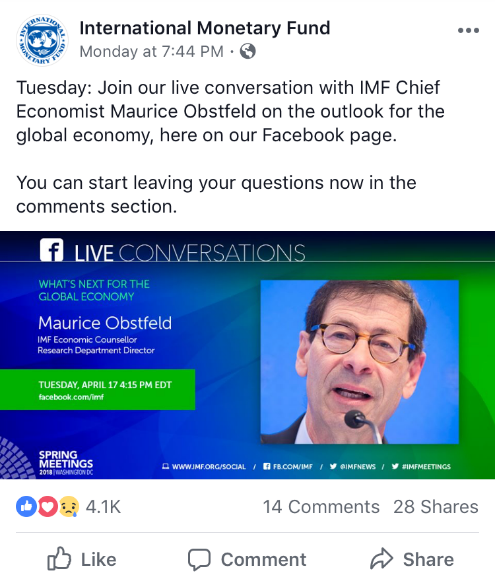 International Monetary Fund
Monday at 7:44 PM ·
Tuesday: Join our live conversation with IMF Chief
Economist Maurice Obstfeld on the outlook for the
global economy, here on our Facebook page.
You can start leaving your questions now in the
comments section.
f LIVE CONVERSATIONS
WHAT'S NEXT FOR THE
GLOBAL ECONOMY
Maurice Obstfeld
IMF Economic Counsellor
Research Department Director
TUESDAY, APRIL 17 4:15 PM EDT
facebook.com/imf
SPRING
MEETINGS
2018 WASHINGTON DC
WWW.IMF.ORG/SOCIAL / FB.COM/IMF / @IMFNEWS / #IMFMEETINGS
4.1K 14 Comments 28 Shares
Like Comment Share